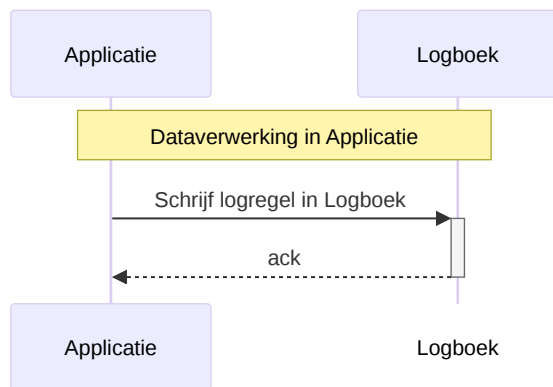 Applicatie
Logboek
Dataverwerking in Applicatie
Schrijf logregel in Logboek
ack
Applicatie
Logboek